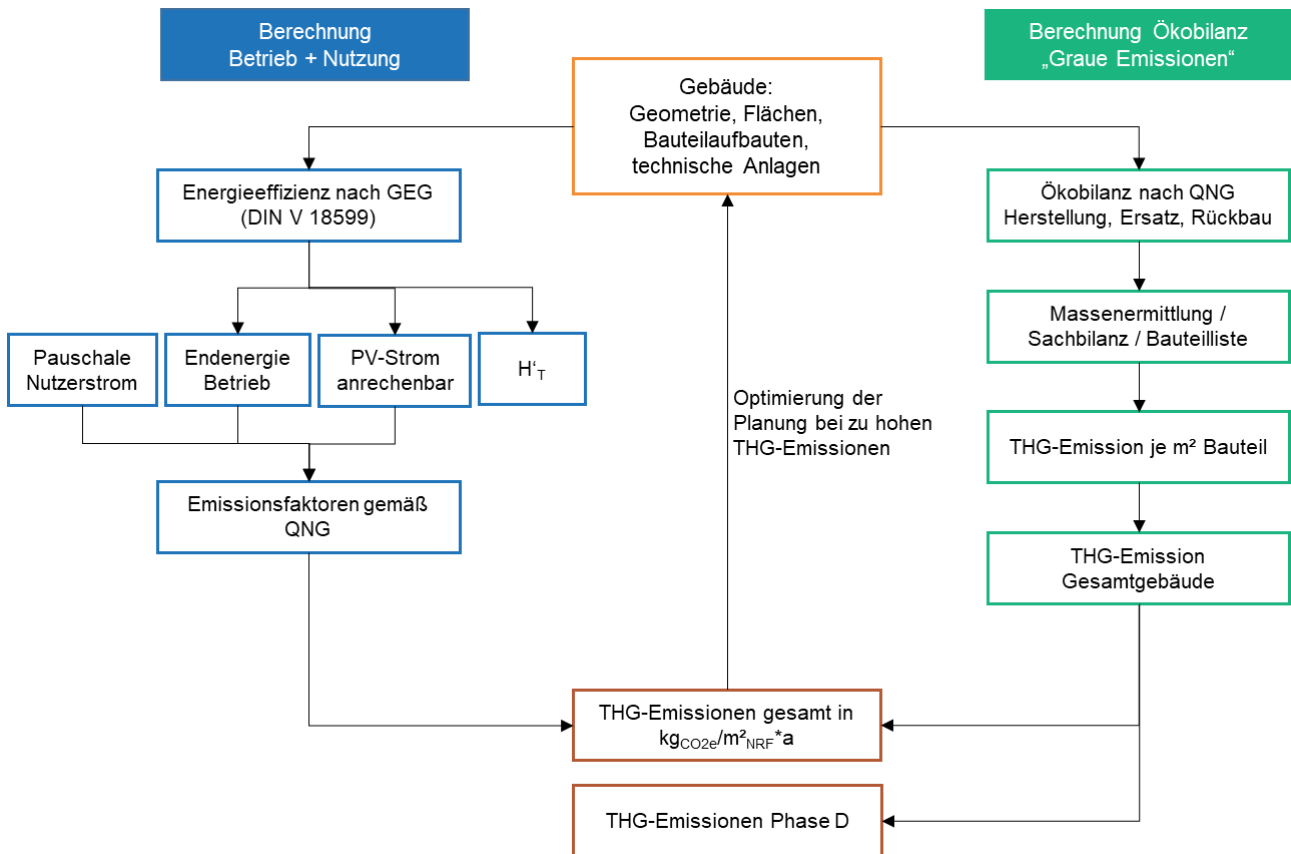 Berechnung
Betrieb + Nutzung
Gebäude:
Geometrie, Flächen,
Bauteilaufbauten,
technische Anlagen
Berechnung Ökobilanz
„Graue Emissionen“
Energieeffizienz nach GEG
(DIN V 18599)
Ökobilanz nach QNG
Herstellung, Ersatz, Rückbau
Pauschale
Nutzerstrom
Endenergie
Betrieb
PV-Strom
anrechenbar
H‘T
Massenermittlung /
Sachbilanz / Bauteilliste
Optimierung der
Planung bei zu hohen
THG-Emissionen
THG-Emission je m² Bauteil
Emissionsfaktoren gemäß
QNG
THG-Emission
Gesamtgebäude
THG-Emissionen gesamt in
kgCO2e/m²NRF*a
THG-Emissionen Phase D